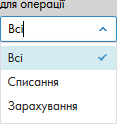 для операції
Всі
Всі
Списання
Зарахування